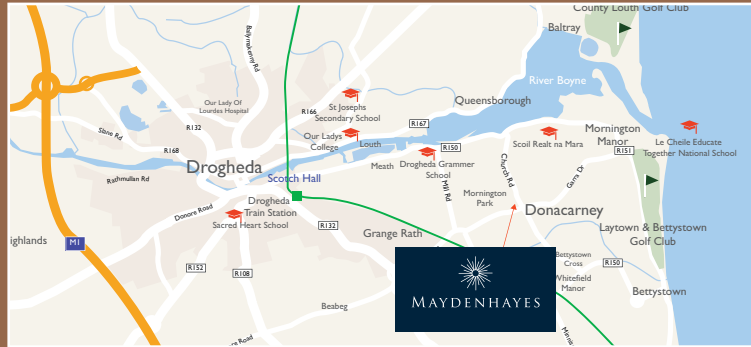 County Louth Golf Club
Baltray
Ballymakenny Rd
River Boyne
Our Lady Of
Lourdes Hospital
R166
St Josephs
Secondary School
Queensborough
R132
R167
Slane Rd
R168
Our Ladys
College
Louth
R150
Scoil Realt na Mara
Mornington
Manor
R151
Le Cheile Educate
Together National School
Drogheda
Meath
Drogheda Grammer
School
Church Rd
Garra Dr
Rathmullan Rd
Scotch Hall
Mill Rd
Mornington
Park
Drogheda
Train Station
Donore Road
Sacred Heart School
Donacarney
R132
Grange Rath
Laytown & Bettystown
Golf Club
ighlands
M1
Bettystown
Cross
R150
R152
R108
Whitefield
Manor
Bettystown
MAYDENHAYES
Beabeg